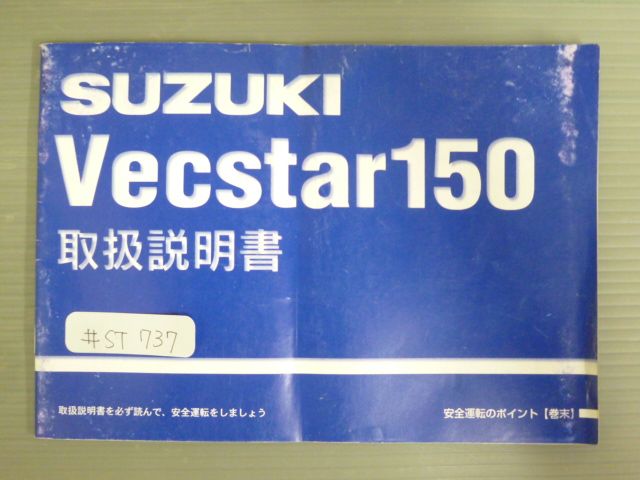 SUZUKI
Vecstar150
取扱説明書
#ST 737
取扱説明書を必ず読んで、安全運転をしましょう
安全運転のポイント【巻末】